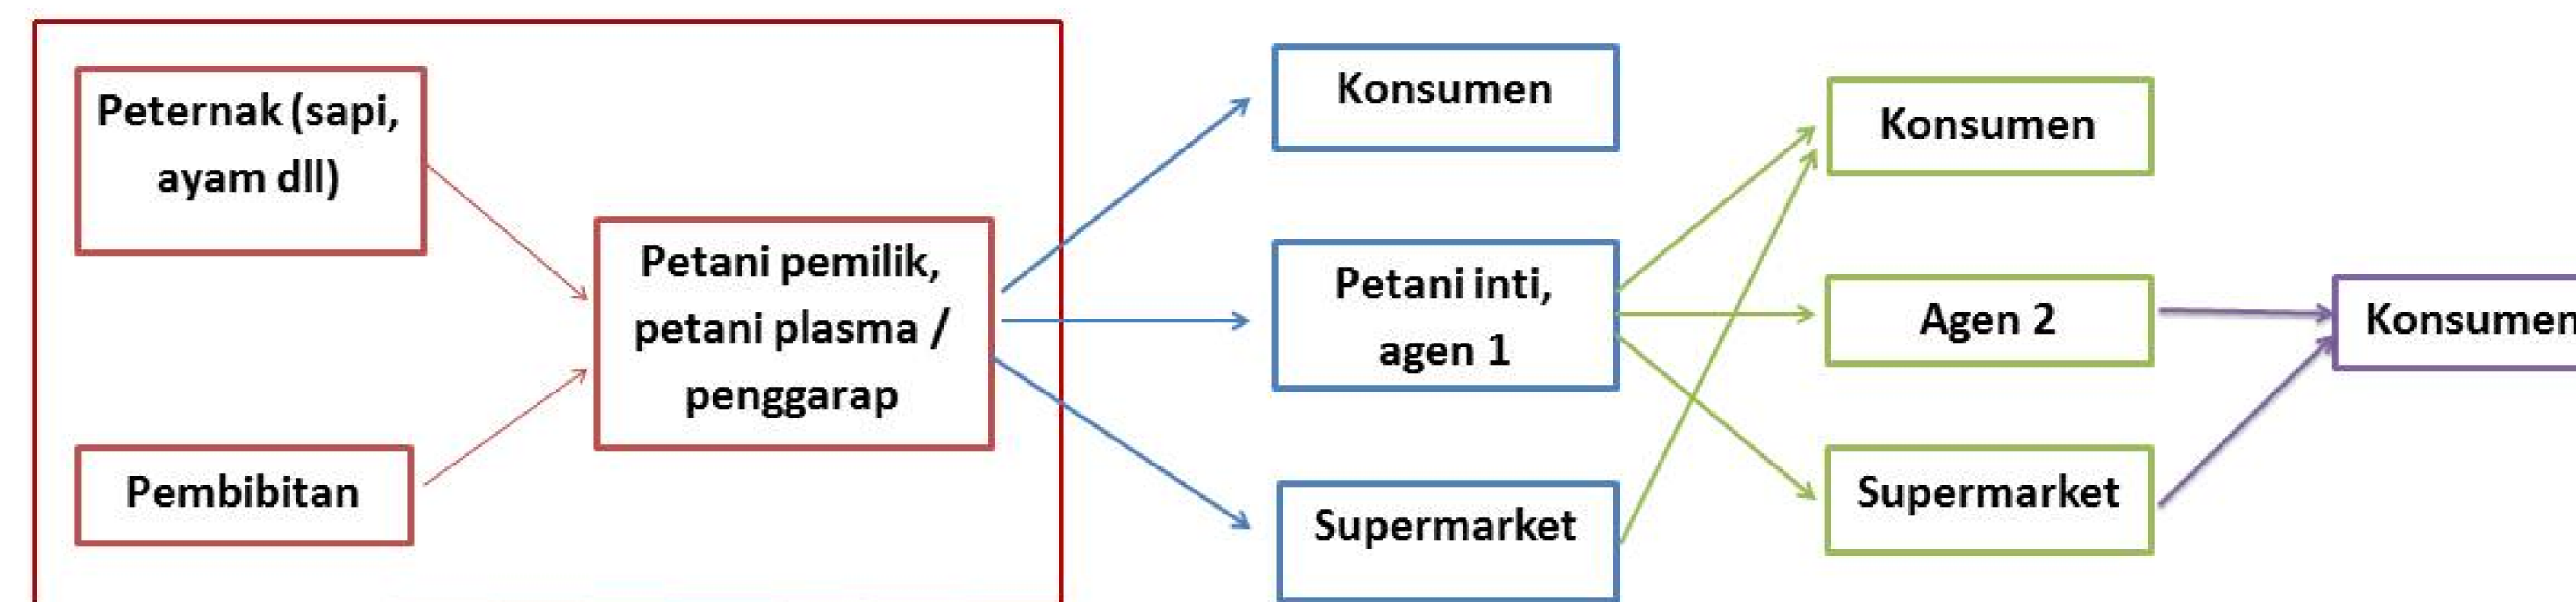 Peternak (sapi,
ayam dll)
Pembibitan
Petani pemilik,
petani plasma /
penggarap
Konsumen
Petani inti,
agen 1
Supermarket
Konsumen
Agen 2
Supermarket
Konsumen